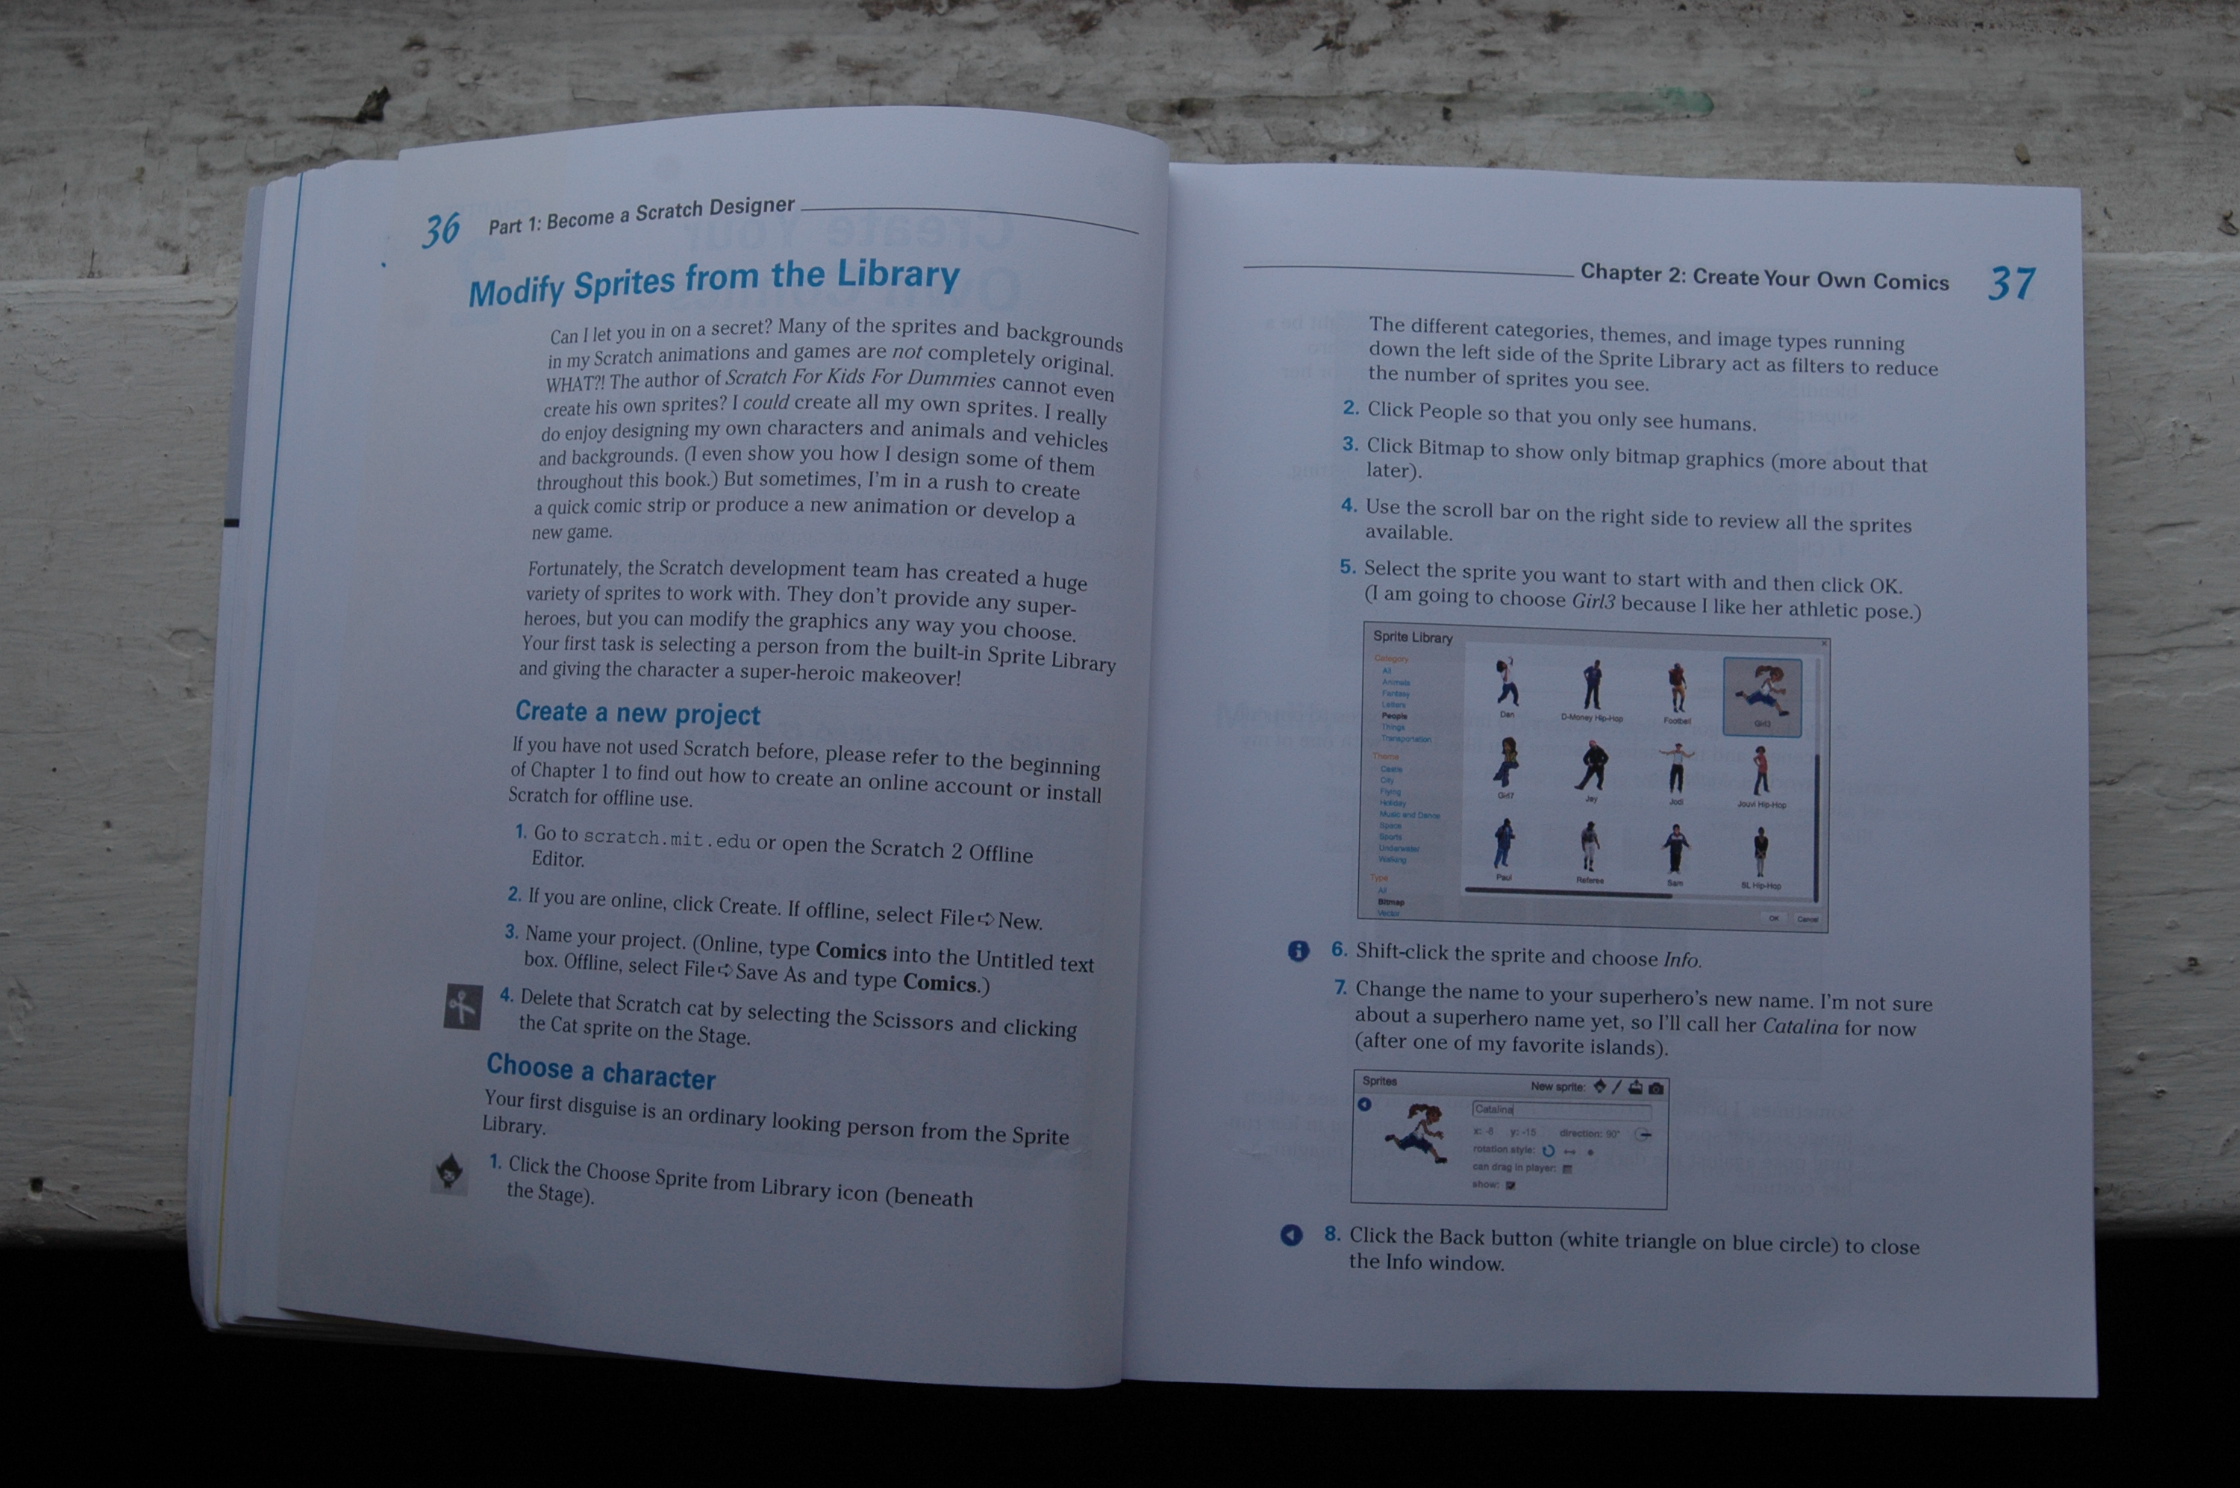 36 Part 1: Become a Scratch Designer
Modify Sprites from the Library
Can I let you in on a secret? Many of the sprites and backgrounds
in my Scratch animations and games are not completely original.
WHAT?! The author of Scratch For Kids For Dummies cannot even
create his own sprites? I could create all my own sprites. I really
do enjoy designing my own characters and animals and vehicles
and backgrounds. (I even show you how I design some of them
throughout this book.) But sometimes, I'm in a rush to create
a quick comic strip or produce a new animation or develop a
new game.
Fortunately, the Scratch development team has created a huge
variety of sprites to work with. They don't provide any super-
heroes, but you can modify the graphics any way you choose.
Your first task is selecting a person from the built-in Sprite Library
and giving the character a super-heroic makeover!
Create a new project
If you have not used Scratch before, please refer to the beginning
of Chapter 1 to find out how to create an online account or install
Scratch for offline use.
1. Go to scratch.mit.edu or open the Scratch 2 Offline
Editor.
2. If you are online, click Create. If offline, select File➪New.
3. Name your project. (Online, type Comics into the Untitled text
box. Offline, select File➪Save As and type Comics.)
4. Delete that Scratch cat by selecting the Scissors and clicking
the Cat sprite on the Stage.
Choose a character
Your first disguise is an ordinary looking person from the Sprite
Library.
1. Click the Choose Sprite from Library icon (beneath
the Stage).
Chapter 2: Create Your Own Comics 37
The different categories, themes, and image types running
down the left side of the Sprite Library act as filters to reduce
the number of sprites you see.
2. Click People so that you only see humans.
3. Click Bitmap to show only bitmap graphics (more about that
later).
4. Use the scroll bar on the right side to review all the sprites
available.
5. Select the sprite you want to start with and then click OK.
(I am going to choose Girl3 because I like her athletic pose.)
Sprite Library
Category
All
Animals
Fantasy
Letters
People
Things
Transportation
Theme
Castle
City
Flying
Holiday
Music and Dance
Space
Sports
Underwater
Walking
Type
All
Bitmap
Vector
Dan D-Money Hip-Hop Football Girl3
Girl7 Jay Jodi Jouvi Hip-Hop
Paul Referee Sam SL Hip-Hop
OK Cancel
6. Shift-click the sprite and choose Info.
7. Change the name to your superhero's new name. I'm not sure
about a superhero name yet, so I'll call her Catalina for now
(after one of my favorite islands).
Sprites New sprite:
Catalina
x: -8 y: -15 direction: 90°
rotation style:
can drag in player:
show:
8. Click the Back button (white triangle on blue circle) to close
the Info window.